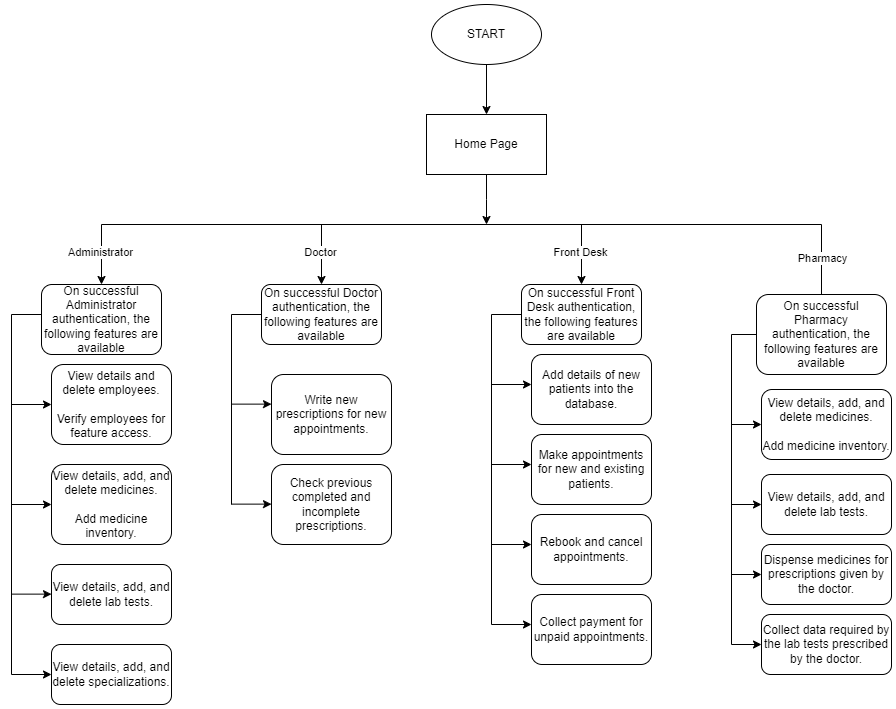 START
Home Page
Administrator
Doctor
Front Desk
Pharmacy
On successful
Administrator
authentication, the
following features are
available
View details and
delete employees.
Verify employees for
feature access.
View details, add, and
delete medicines.
Add medicine
inventory.
View details, add, and
delete lab tests.
View details, add, and
delete specializations.
On successful Doctor
authentication, the
following features are
available
Write new
prescriptions for new
appointments.
Check previous
completed and
incomplete
prescriptions.
On successful Front
Desk authentication,
the following features
are available
Add details of new
patients into the
database.
Make appointments
for new and existing
patients.
Rebook and cancel
appointments.
Collect payment for
unpaid appointments.
On successful
Pharmacy
authentication, the
following features are
available
View details, add, and
delete medicines.
Add medicine inventory.
View details, add, and
delete lab tests.
Dispense medicines for
prescriptions given by
the doctor.
Collect data required by
the lab tests prescribed
by the doctor.